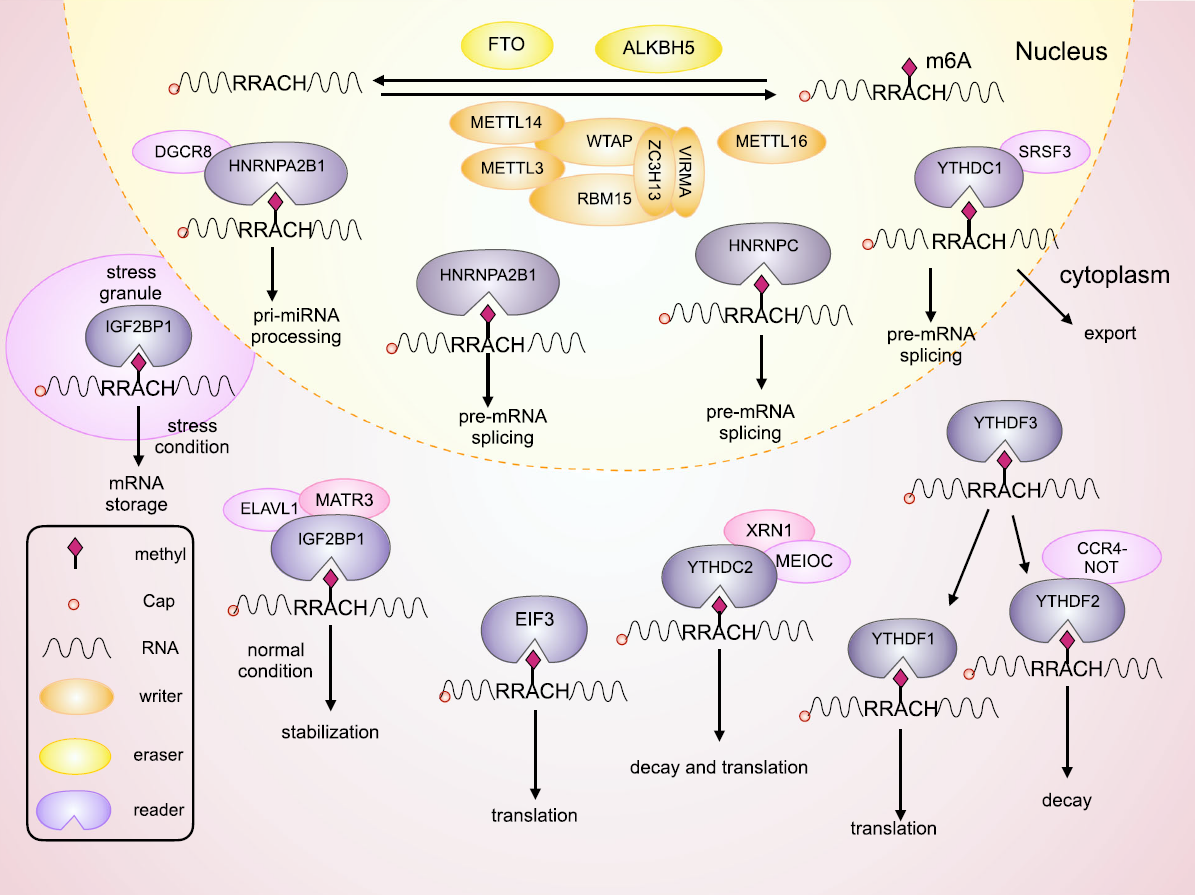 FTO
ALKBH5
Nucleus
m6A
RRACH
RRACH
METTL14
WTAP
METTL16
METTL3
ZC3H13
VIRMA
RBM15
DGCR8
HNRNPA2B1
RRACH
pri-miRNA
processing
HNRNPA2B1
RRACH
pre-mRNA
splicing
HNRNPC
RRACH
pre-mRNA
splicing
SRSF3
YTHDC1
RRACH
pre-mRNA
splicing
cytoplasm
export
stress
granule
IGF2BP1
RRACH
stress
condition
mRNA
storage
ELAVL1
MATR3
IGF2BP1
RRACH
normal
condition
stabilization
EIF3
RRACH
translation
XRN1
MEIOC
YTHDC2
RRACH
decay and translation
YTHDF3
RRACH
YTHDF1
RRACH
translation
CCR4-
NOT
YTHDF2
RRACH
decay
methyl
Cap
RNA
writer
eraser
reader